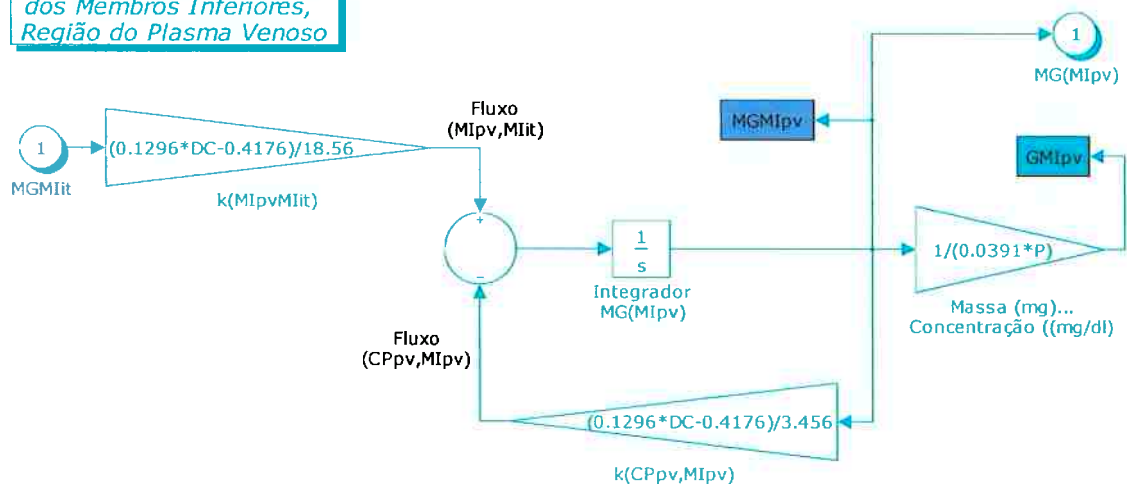 dos Membros Inferiores,
Região do Plasma Venoso
1
MG(MIpv)
Fluxo
(MIpv,MIit)
MGMIpv
1
MGMIit
(0.1296*DC-0.4176)/18.56
k(MIpvMIit)
GMIpv
+
-
1
s
Integrador
MG(MIpv)
1/(0.0391*P)
Massa (mg)...
Concentração ((mg/dl)
Fluxo
(CPpv,MIpv)
(0.1296*DC-0.4176)/3.456
k(CPpv,MIpv)